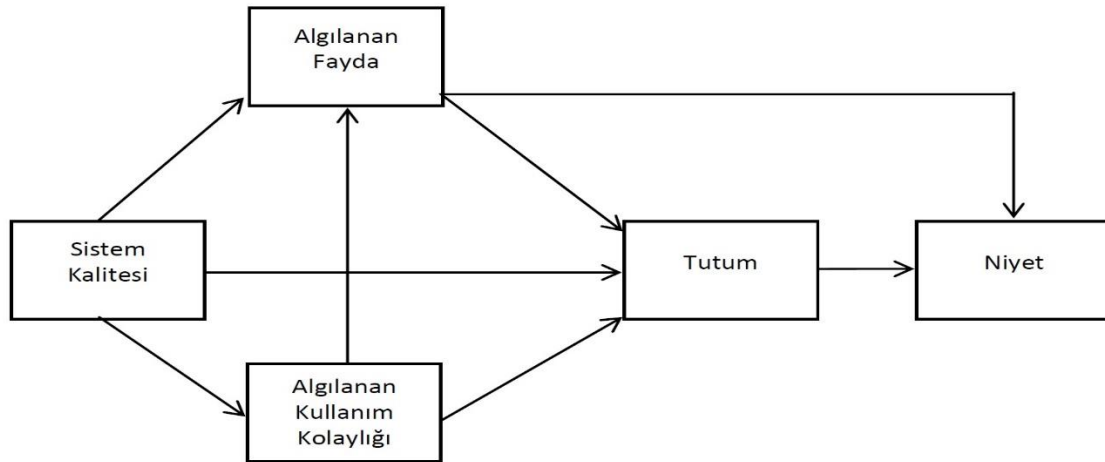 Algılanan
Fayda
Sistem
Kalitesi
Tutum
Niyet
Algılanan
Kullanım
Kolaylığı